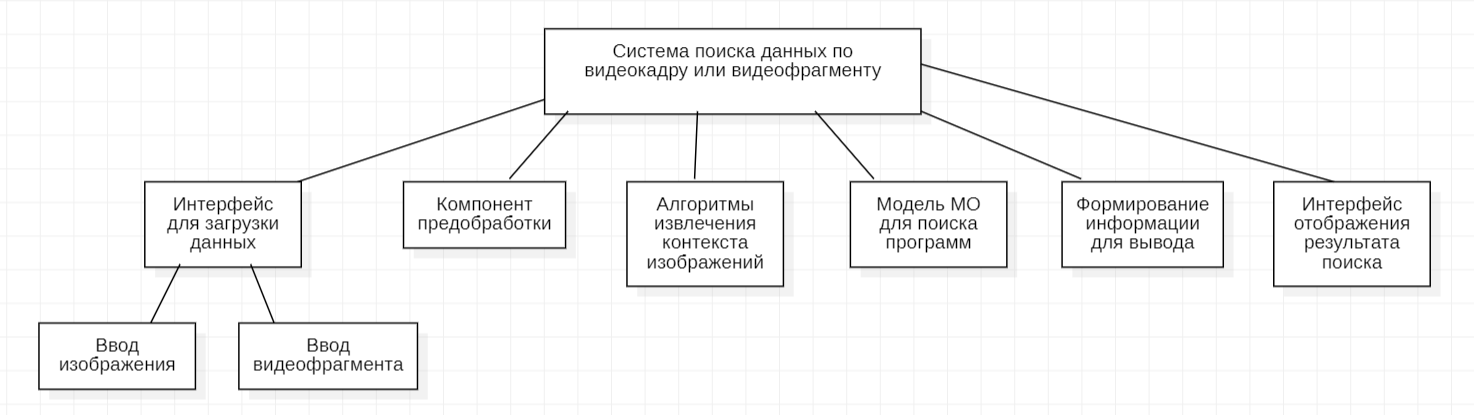 Система поиска данных по
видеокадру или видеофрагменту
Интерфейс
для загрузки
данных
Компонент
предобработки
Алгоритмы
извлечения
контекста
изображений
Модель МО
для поиска
программ
Формирование
информации
для вывода
Интерфейс
отображения
результата
поиска
Ввод
изображения
Ввод
видеофрагмента